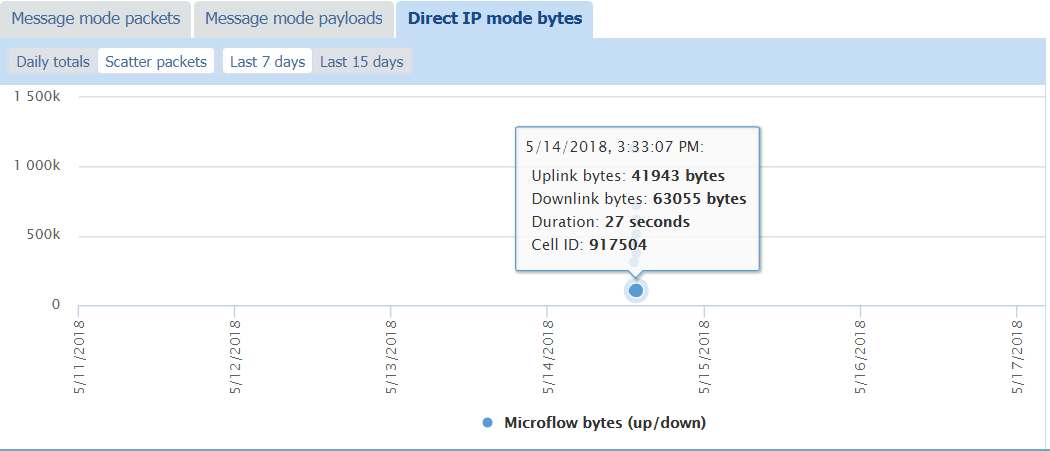 Message mode packets Message mode payloads Direct IP mode bytes
Daily totals Scatter packets Last 7 days Last 15 days
1 500k
1 000k
500k
0
5/14/2018, 3:33:07 PM:
Uplink bytes: 41943 bytes
Downlink bytes: 63055 bytes
Duration: 27 seconds
Cell ID: 917504
5/11/2018
5/12/2018
5/13/2018
5/14/2018
5/15/2018
5/16/2018
5/17/2018
Microflow bytes (up/down)